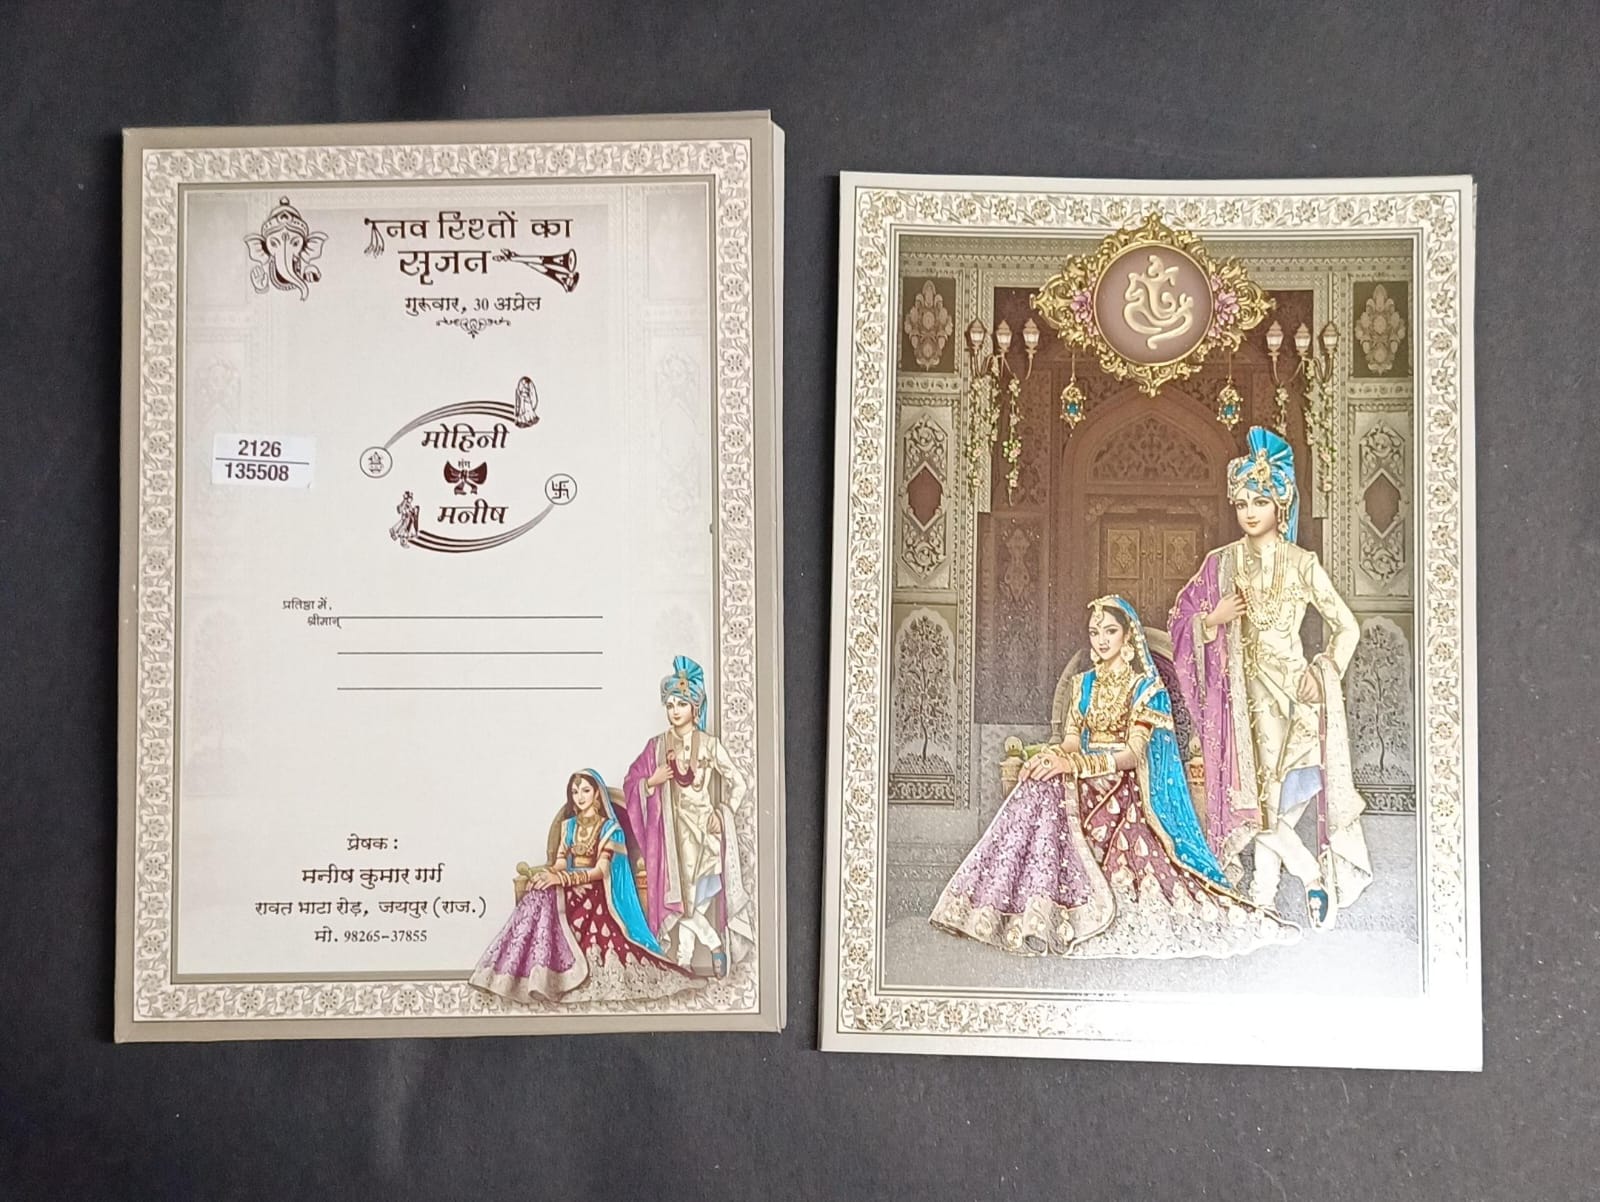 नव रिश्तों का
सृजन
गुरूवार, 30 अप्रेल
2126
135508
मोहिनी
संग
मनीष
प्रतिष्ठा में,
श्रीमान्
प्रेषक :
मनीष कुमार गर्ग
रावत भाटा रोड़, जयपुर (राज.)
मो. 98265-37855